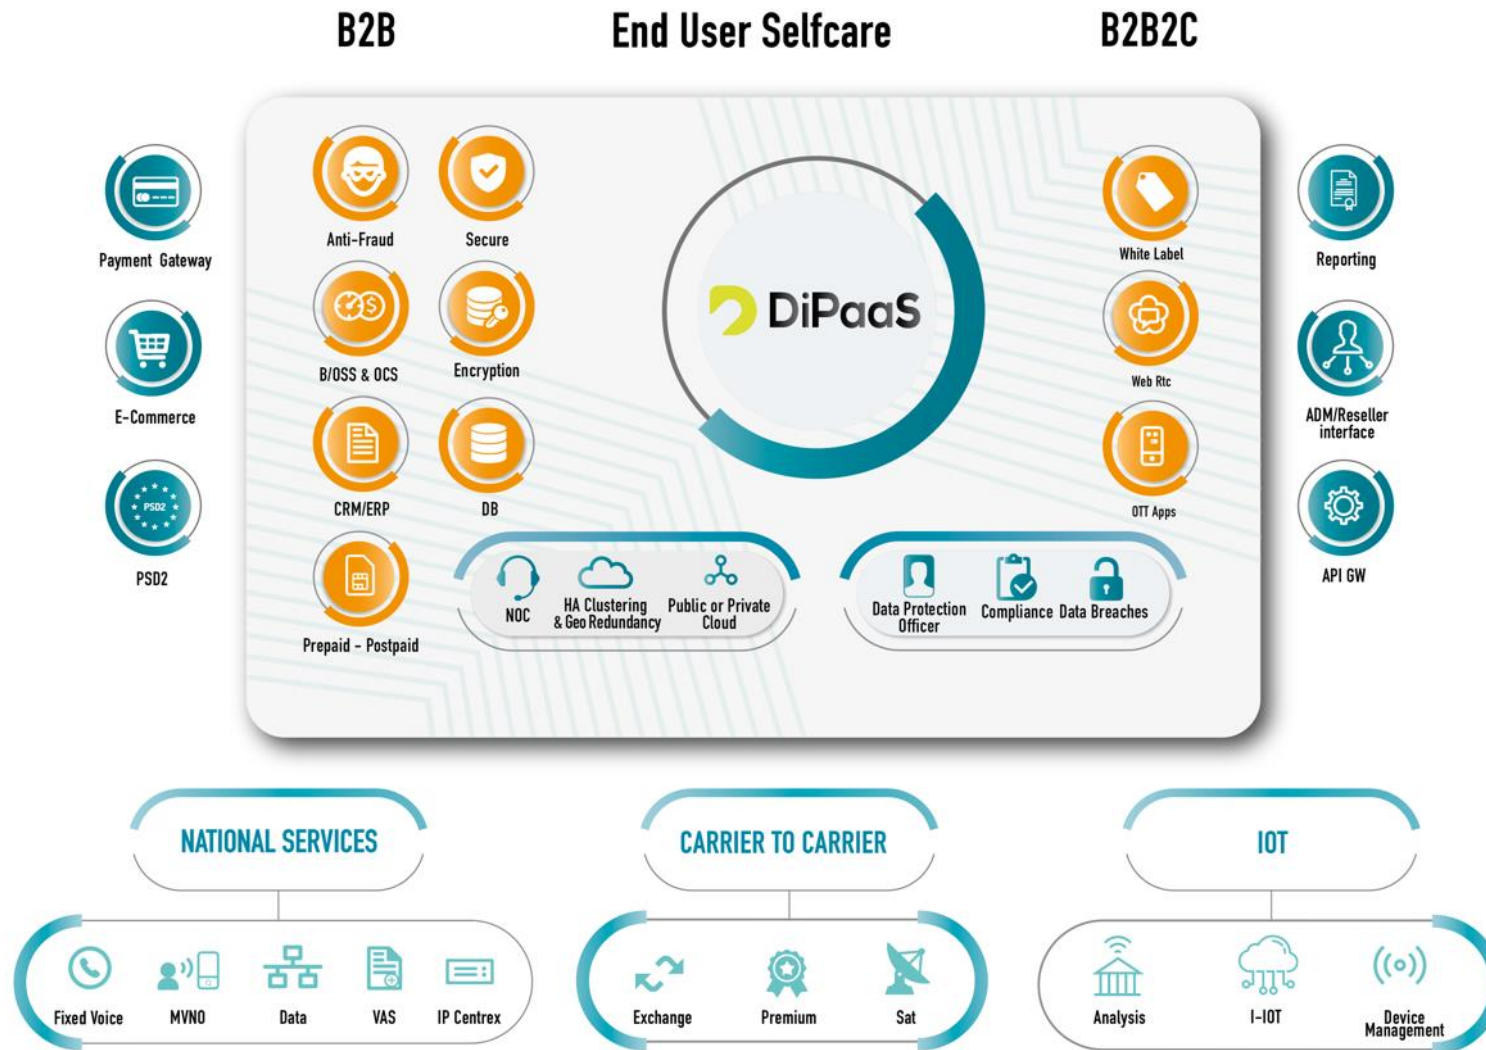 B2B
End User Selfcare
B2B2C
Payment Gateway
E-Commerce
PSD2
PSD2
Anti-Fraud
Secure
B/OSS & OCS
Encryption
CRM/ERP
DB
Prepaid - Postpaid
DiPaaS
White Label
Web Rtc
OTT Apps
Reporting
ADM/Reseller
interface
API GW
NOC
HA Clustering
& Geo Redundancy
Public or Private
Cloud
Data Protection
Officer
Compliance
Data Breaches
NATIONAL SERVICES
Fixed Voice
MVNO
Data
VAS
IP Centrex
CARRIER TO CARRIER
Exchange
Premium
Sat
IOT
Analysis
I-IOT
Device
Management